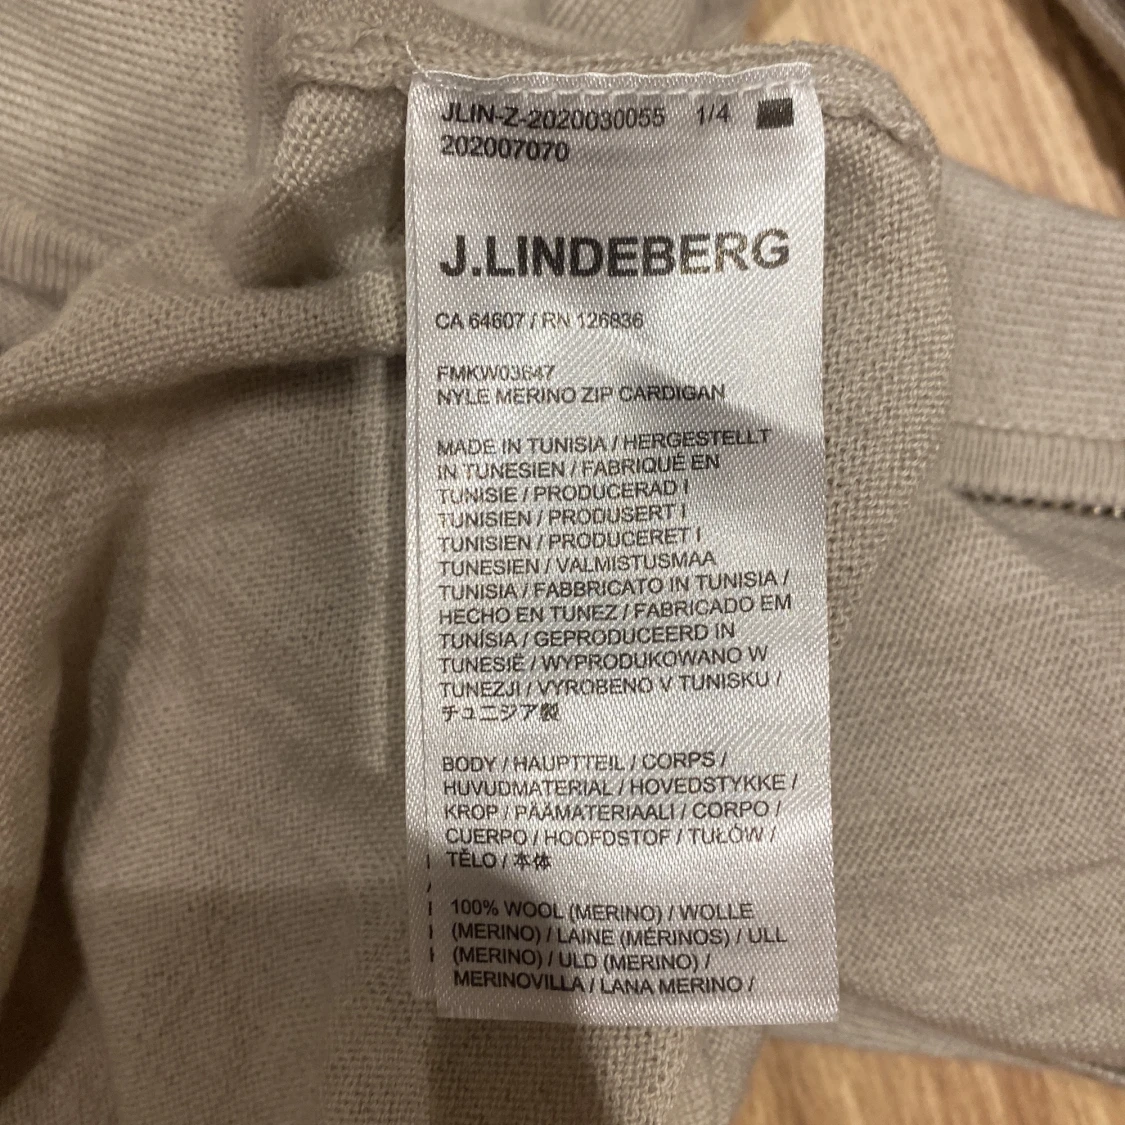 JLIN-Z-2020030055 1/4
202007070
J.LINDEBERG
CA 64607 / RN 126836
FMKW03647
NYLE MERINO ZIP CARDIGAN
MADE IN TUNISIA / HERGESTELLT
IN TUNESIEN / FABRIQUÉ EN
TUNISIE / PRODUCERAD I
TUNISIEN / PRODUSERT I
TUNISIEN / PRODUCERET I
TUNESIEN / VALMISTUSMAA
TUNISIA / FABBRICATO IN TUNISIA /
HECHO EN TUNEZ / FABRICADO EM
TUNÍSIA / GEPRODUCEERD IN
TUNESIË / WYPRODUKOWANO W
TUNEZJI / VYROBENO V TUNISKU /
チュニジア製
BODY / HAUPTTEIL / CORPS /
HUVUDMATERIAL / HOVEDSTYKKE /
KROP / PÄÄMATERIAALI / CORPO /
CUERPO / HOOFDSTOF / TUŁÓW /
TĚLO / 本体
100% WOOL (MERINO) / WOLLE
(MERINO) / LAINE (MÉRINOS) / ULL
(MERINO) / ULD (MERINO) /
MERINOVILLA / LANA MERINO /